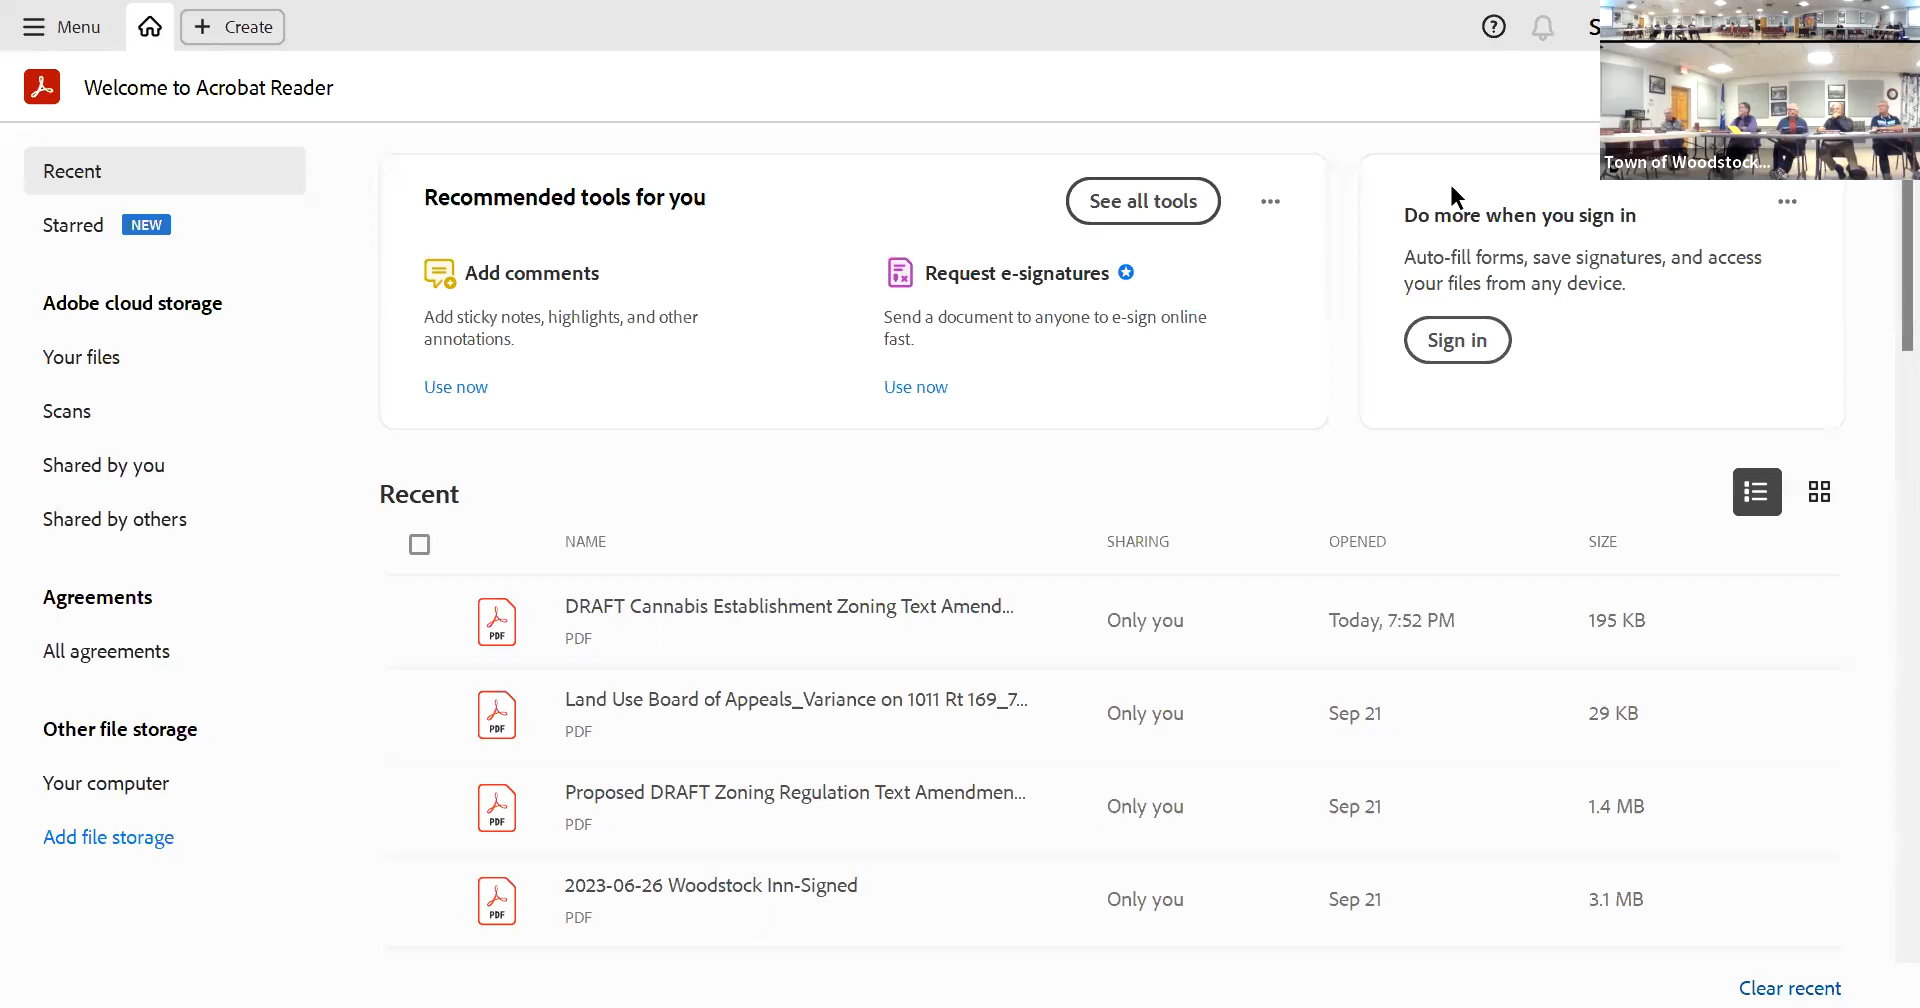 Menu
Create
S
Welcome to Acrobat Reader
Town of Woodstock...
Recent
Starred NEW
Adobe cloud storage
Your files
Scans
Shared by you
Shared by others
Agreements
All agreements
Other file storage
Your computer
Add file storage
Recommended tools for you
See all tools
Add comments
Add sticky notes, highlights, and other
annotations.
Use now
Request e-signatures
Send a document to anyone to e-sign online
fast.
Use now
Do more when you sign in
Auto-fill forms, save signatures, and access
your files from any device.
Sign in
Recent
NAME SHARING OPENED SIZE
DRAFT Cannabis Establishment Zoning Text Amend...
PDF
Only you Today, 7:52 PM 195 KB
PDF
Land Use Board of Appeals_Variance on 1011 Rt 169_7...
PDF
Only you Sep 21 29 KB
PDF
Proposed DRAFT Zoning Regulation Text Amendmen...
PDF
Only you Sep 21 1.4 MB
PDF
2023-06-26 Woodstock Inn-Signed
PDF
Only you Sep 21 3.1 MB
PDF
Clear recent